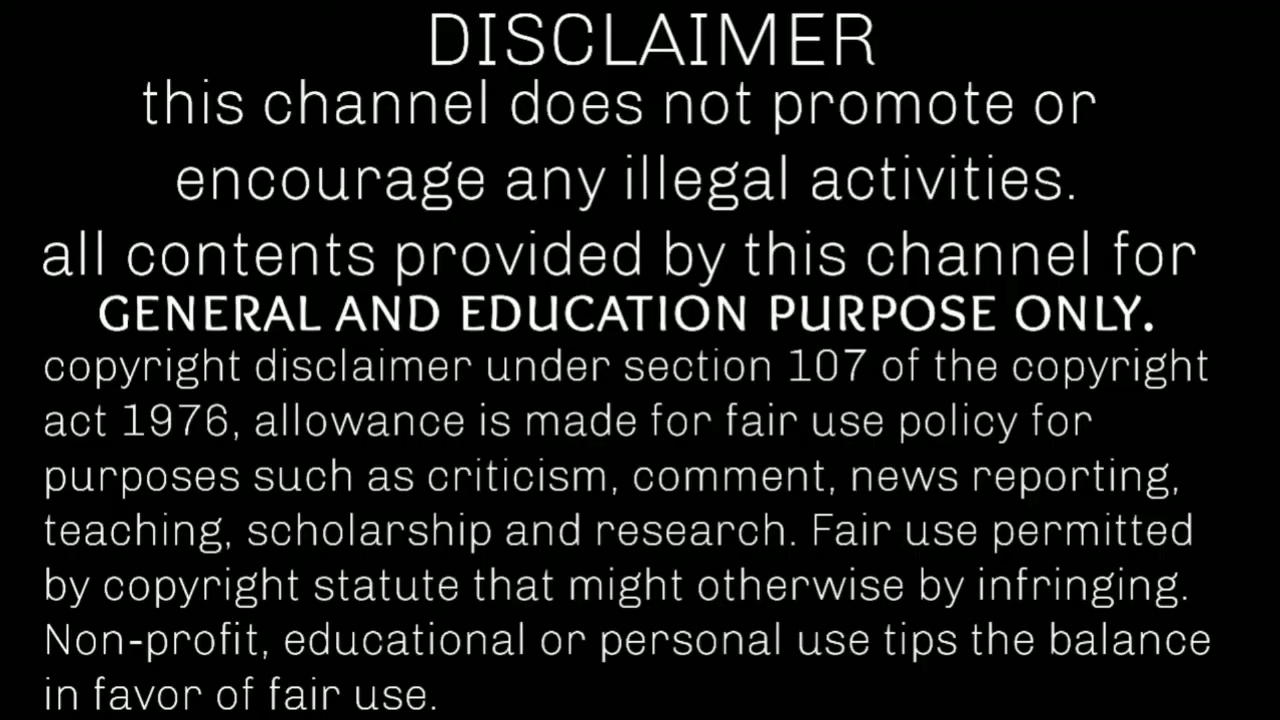 DISCLAIMER
this channel does not promote or
encourage any illegal activities.
all contents provided by this channel for
GENERAL AND EDUCATION PURPOSE ONLY.
copyright disclaimer under section 107 of the copyright
act 1976, allowance is made for fair use policy for
purposes such as criticism, comment, news reporting,
teaching, scholarship and research. Fair use permitted
by copyright statute that might otherwise by infringing.
Non-profit, educational or personal use tips the balance
in favor of fair use.